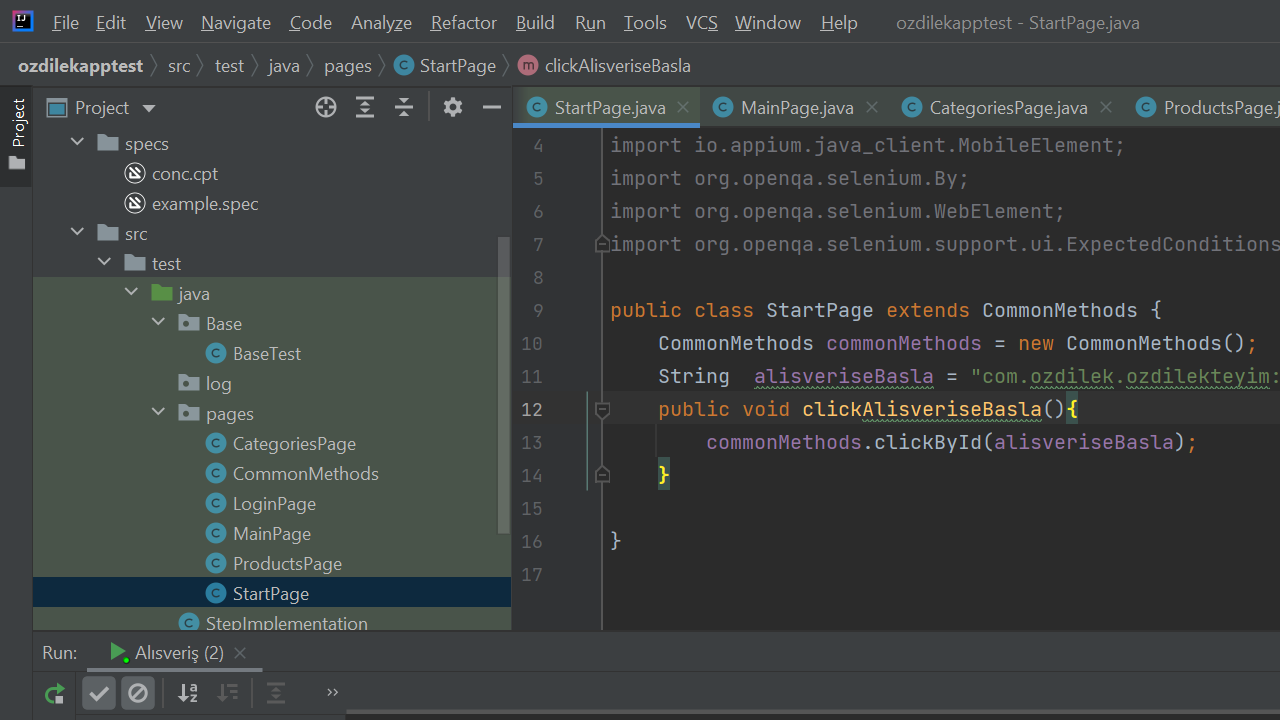 File Edit View Navigate Code Analyze Refactor Build Run Tools VCS Window Help ozdilekapptest - StartPage.java
ozdilekapptest src test java pages C StartPage m clickAlisveriseBasla
Project
Project
specs
conc.cpt
example.spec
src
test
java
Base
C BaseTest
log
pages
C CategoriesPage
C CommonMethods
C LoginPage
C MainPage
C ProductsPage
C StartPage
C StepImplementation
C StartPage.java C MainPage.java C CategoriesPage.java C ProductsPage.j
4 import io.appium.java_client.MobileElement;
5 import org.openqa.selenium.By;
6 import org.openqa.selenium.WebElement;
7 import org.openqa.selenium.support.ui.ExpectedConditions
8
9 public class StartPage extends CommonMethods {
10 CommonMethods commonMethods = new CommonMethods();
11 String alisveriseBasla = "com.ozdilek.ozdilekteyim:
12 public void clickAlisveriseBasla(){
13 commonMethods.clickById(alisveriseBasla);
14 }
15
16 }
17
Run: Alısveriş (2)